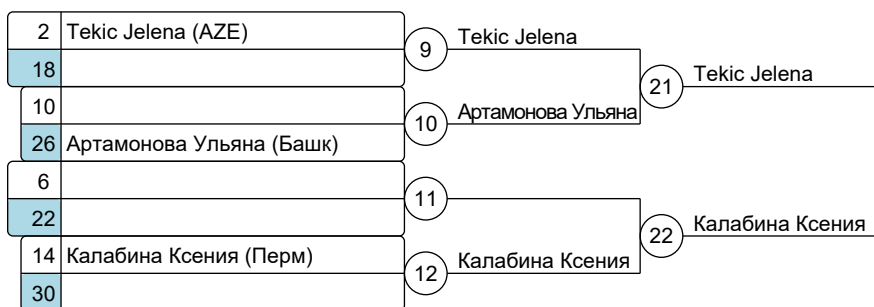 2 Tekic Jelena (AZE)
18
9 Tekic Jelena
10
26 Артамонова Ульяна (Башк)
10 Артамонова Ульяна
21 Tekic Jelena
6
22
11
14 Калабина Ксения (Перм)
30
12 Калабина Ксения
22 Калабина Ксения